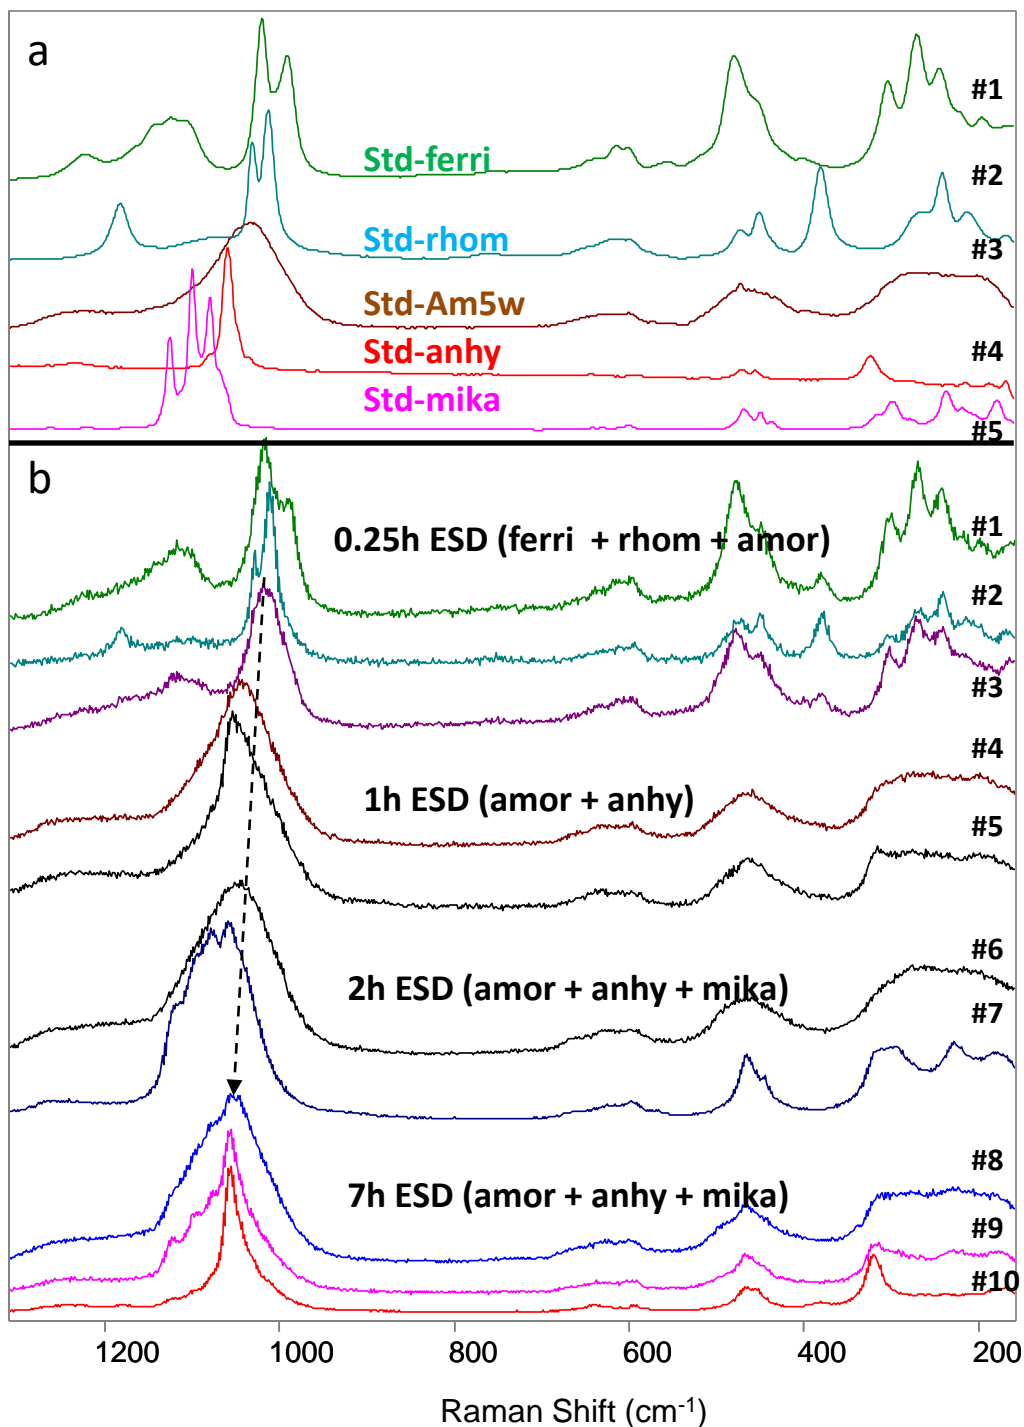 a
#1
Std-ferri
#2
Std-rhom
#3
Std-Am5w
Std-anhy
#4
Std-mika
#5
b
#1
0.25h ESD (ferri + rhom + amor)
#2
#3
#4
1h ESD (amor + anhy)
#5
#6
2h ESD (amor + anhy + mika)
#7
#8
7h ESD (amor + anhy + mika)
#9
#10
1200 1000 800 600 400 200
Raman Shift (cm⁻¹)